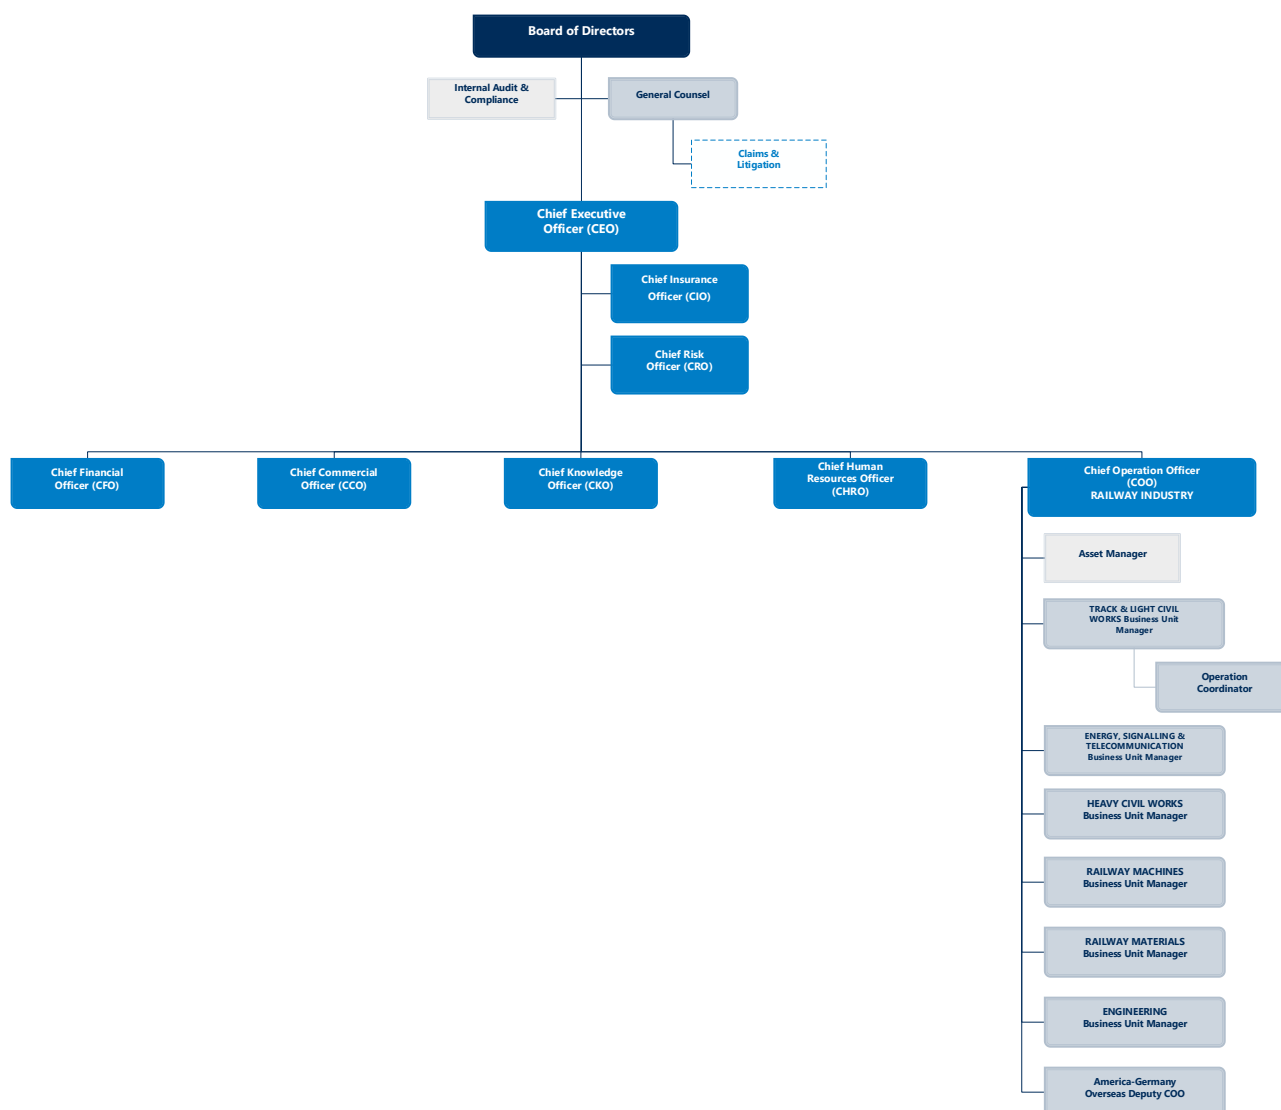 Board of Directors
Internal Audit &
Compliance
General Counsel
Claims &
Litigation
Chief Executive
Officer (CEO)
Chief Insurance
Officer (CIO)
Chief Risk
Officer (CRO)
Chief Financial
Officer (CFO)
Chief Commercial
Officer (CCO)
Chief Knowledge
Officer (CKO)
Chief Human
Resources Officer
(CHRO)
Chief Operation Officer
(COO)
RAILWAY INDUSTRY
Asset Manager
TRACK & LIGHT CIVIL
WORKS Business Unit
Manager
Operation
Coordinator
ENERGY, SIGNALLING &
TELECOMMUNICATION
Business Unit Manager
HEAVY CIVIL WORKS
Business Unit Manager
RAILWAY MACHINES
Business Unit Manager
RAILWAY MATERIALS
Business Unit Manager
ENGINEERING
Business Unit Manager
America-Germany
Overseas Deputy COO